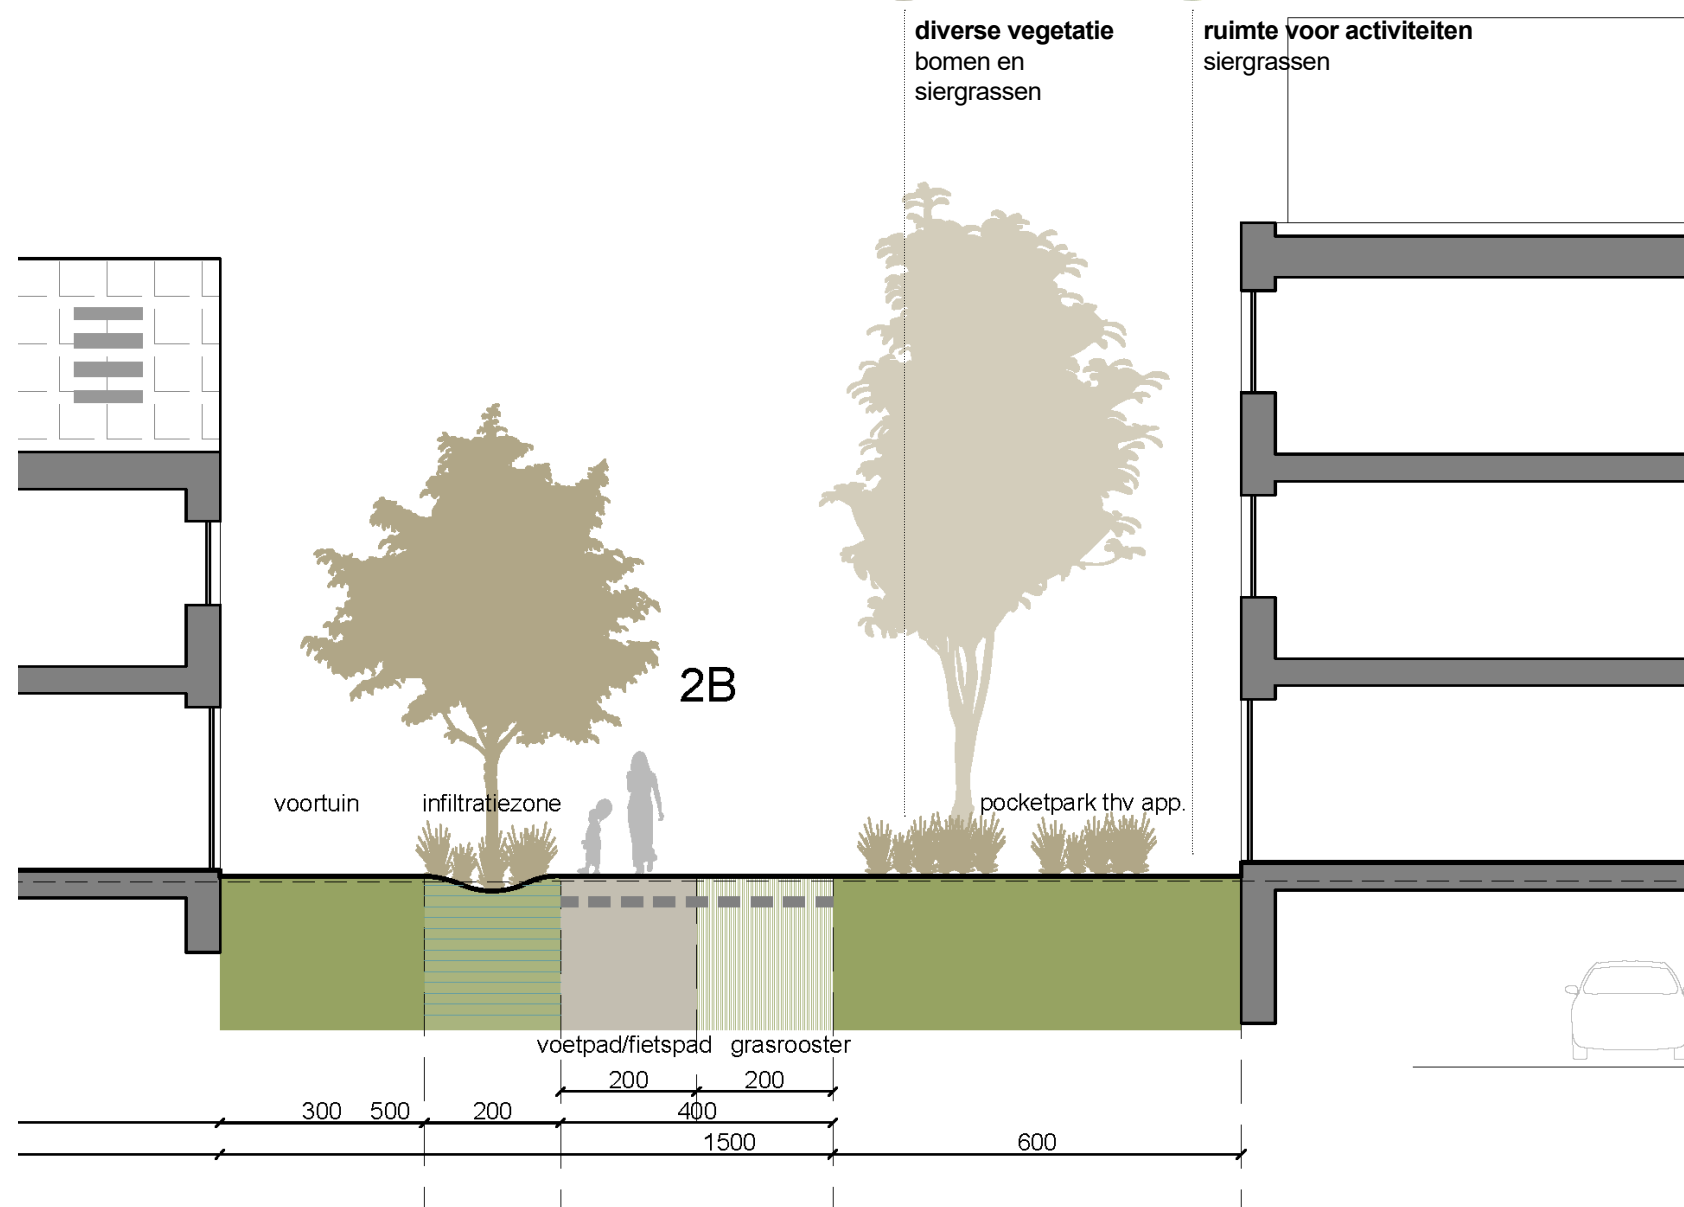 diverse vegetatie
bomen en
siergrassen
ruimte voor activiteiten
siergrassen
2B
voortuin
infiltratiezone
pocketpark thv app.
voetpad/fietspad
grasrooster
200
200
300
500
200
400
1500
600